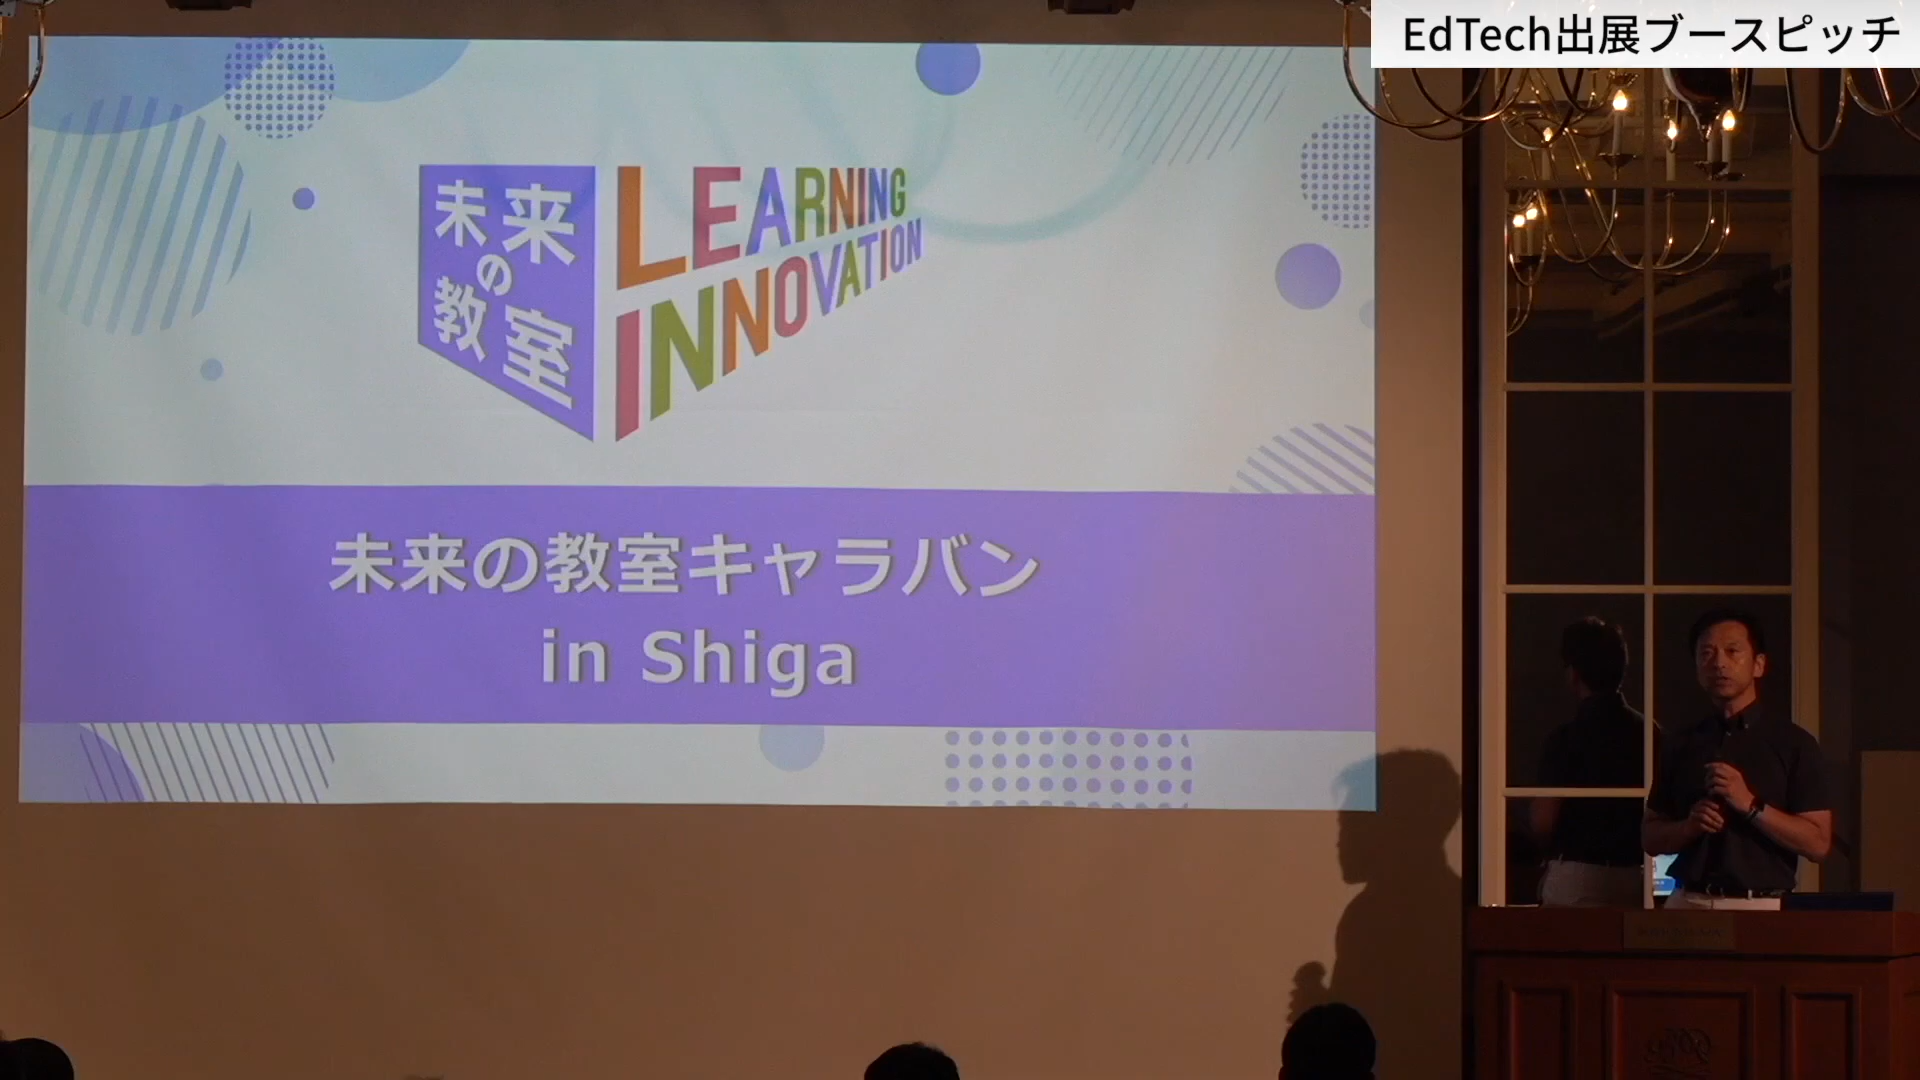 EdTech出展ブースピッチ
未来
の
教室
LEARNING
INNOVATION
未来の教室キャラバン
in Shiga